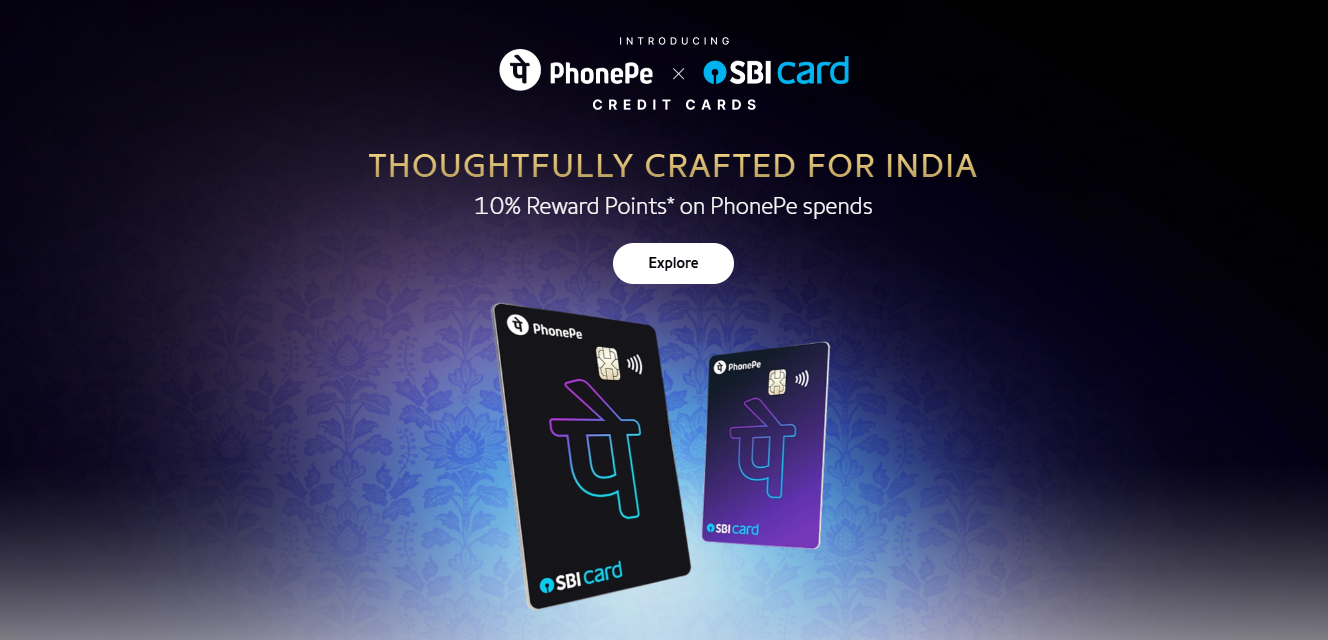 INTRODUCING
पे PhonePe × SBI card
CREDIT CARDS
THOUGHTFULLY CRAFTED FOR INDIA
10% Reward Points* on PhonePe spends
Explore
पे PhonePe
पे
SBI card
पे PhonePe
पे
SBI card